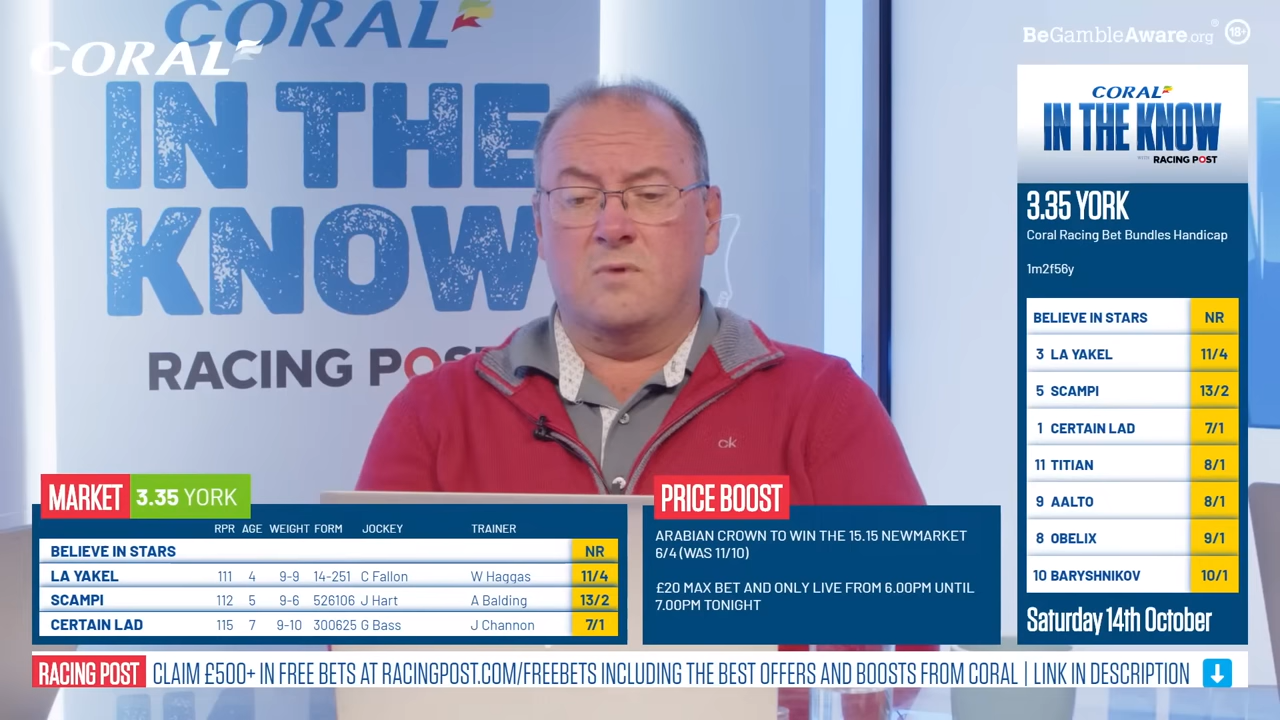 CORAL
CORAL
IN THE
KNOW
RACING POST
ck
BeGambleAware.org®
18+
CORAL
IN THE KNOW
WITH RACING POST
3.35 YORK
Coral Racing Bet Bundles Handicap
1m2f56y
BELIEVE IN STARS NR
3 LA YAKEL 11/4
5 SCAMPI 13/2
1 CERTAIN LAD 7/1
11 TITIAN 8/1
9 AALTO 8/1
8 OBELIX 9/1
10 BARYSHNIKOV 10/1
Saturday 14th October
MARKET 3.35 YORK
RPR AGE WEIGHT FORM JOCKEY TRAINER
BELIEVE IN STARS NR
LA YAKEL 111 4 9-9 14-251 C Fallon W Haggas 11/4
SCAMPI 112 5 9-6 526106 J Hart A Balding 13/2
CERTAIN LAD 115 7 9-10 300625 G Bass J Channon 7/1
PRICE BOOST
ARABIAN CROWN TO WIN THE 15.15 NEWMARKET
6/4 (WAS 11/10)
£20 MAX BET AND ONLY LIVE FROM 6.00PM UNTIL
7.00PM TONIGHT
RACING POST CLAIM £500+ IN FREE BETS AT RACINGPOST.COM/FREEBETS INCLUDING THE BEST OFFERS AND BOOSTS FROM CORAL | LINK IN DESCRIPTION